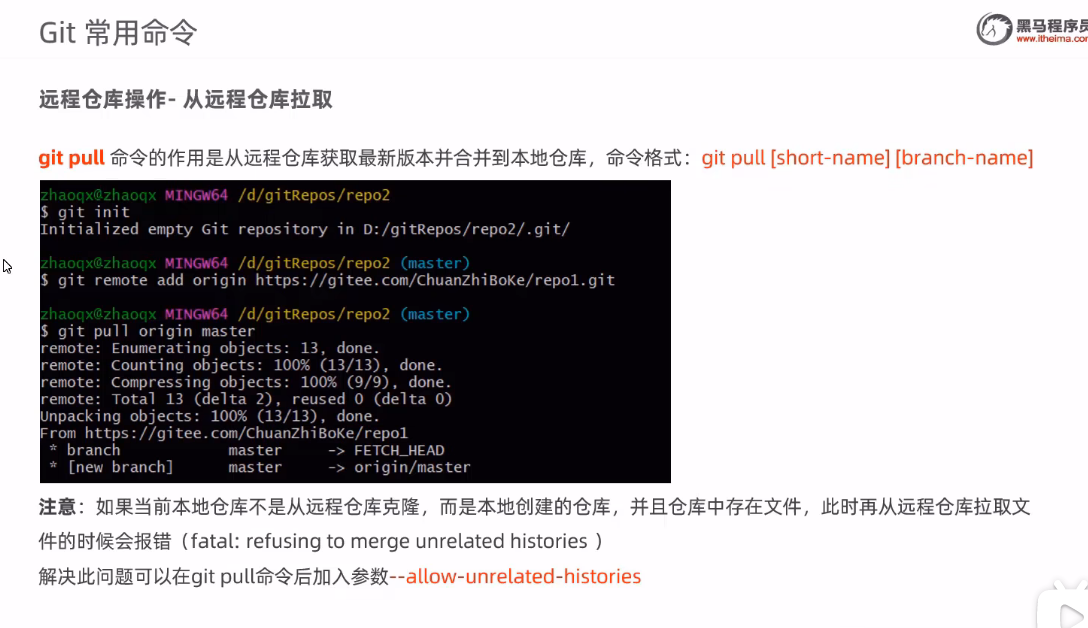 Git 常用命令
黑马程序员
www.itheima.com
远程仓库操作- 从远程仓库拉取
git pull 命令的作用是从远程仓库获取最新版本并合并到本地仓库，命令格式：git pull [short-name] [branch-name]
zhaoqx@zhaoqx MINGW64 /d/gitRepos/repo2
$ git init
Initialized empty Git repository in D:/gitRepos/repo2/.git/
zhaoqx@zhaoqx MINGW64 /d/gitRepos/repo2 (master)
$ git remote add origin https://gitee.com/ChuanZhiBoKe/repo1.git
zhaoqx@zhaoqx MINGW64 /d/gitRepos/repo2 (master)
$ git pull origin master
remote: Enumerating objects: 13, done.
remote: Counting objects: 100% (13/13), done.
remote: Compressing objects: 100% (9/9), done.
remote: Total 13 (delta 2), reused 0 (delta 0)
Unpacking objects: 100% (13/13), done.
From https://gitee.com/ChuanZhiBoKe/repo1
* branch master -> FETCH_HEAD
* [new branch] master -> origin/master
注意：如果当前本地仓库不是从远程仓库克隆，而是本地创建的仓库，并且仓库中存在文件，此时再从远程仓库拉取文
件的时候会报错（fatal: refusing to merge unrelated histories ）
解决此问题可以在git pull命令后加入参数--allow-unrelated-histories